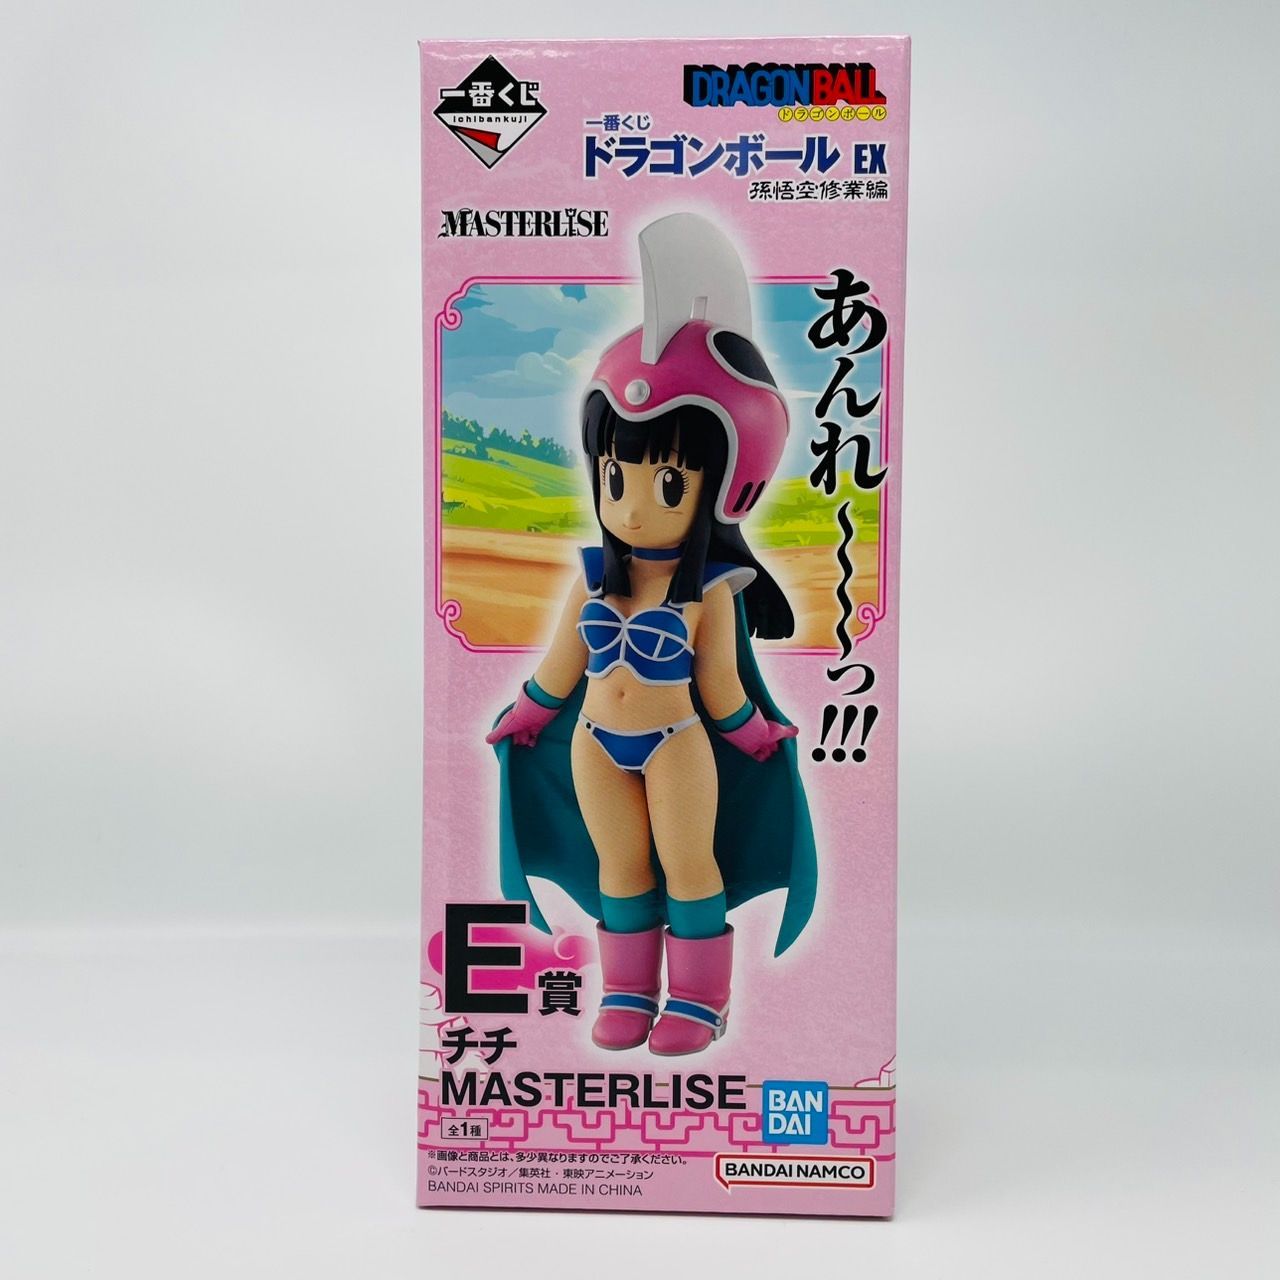 一番くじ
ichibankuji
DRAGONBALL
ドラゴンボール
一番くじ
ドラゴンボール EX
孫悟空修業編
MASTERLISE
あんれ〜〜〜〜っ!!!
E賞
チチ
MASTERLISE
全1種
BAN
DAI
※画像と商品とは、多少異なりますのでご了承ください。
©バードスタジオ／集英社・東映アニメーション
BANDAI SPIRITS MADE IN CHINA
BANDAI NAMCO